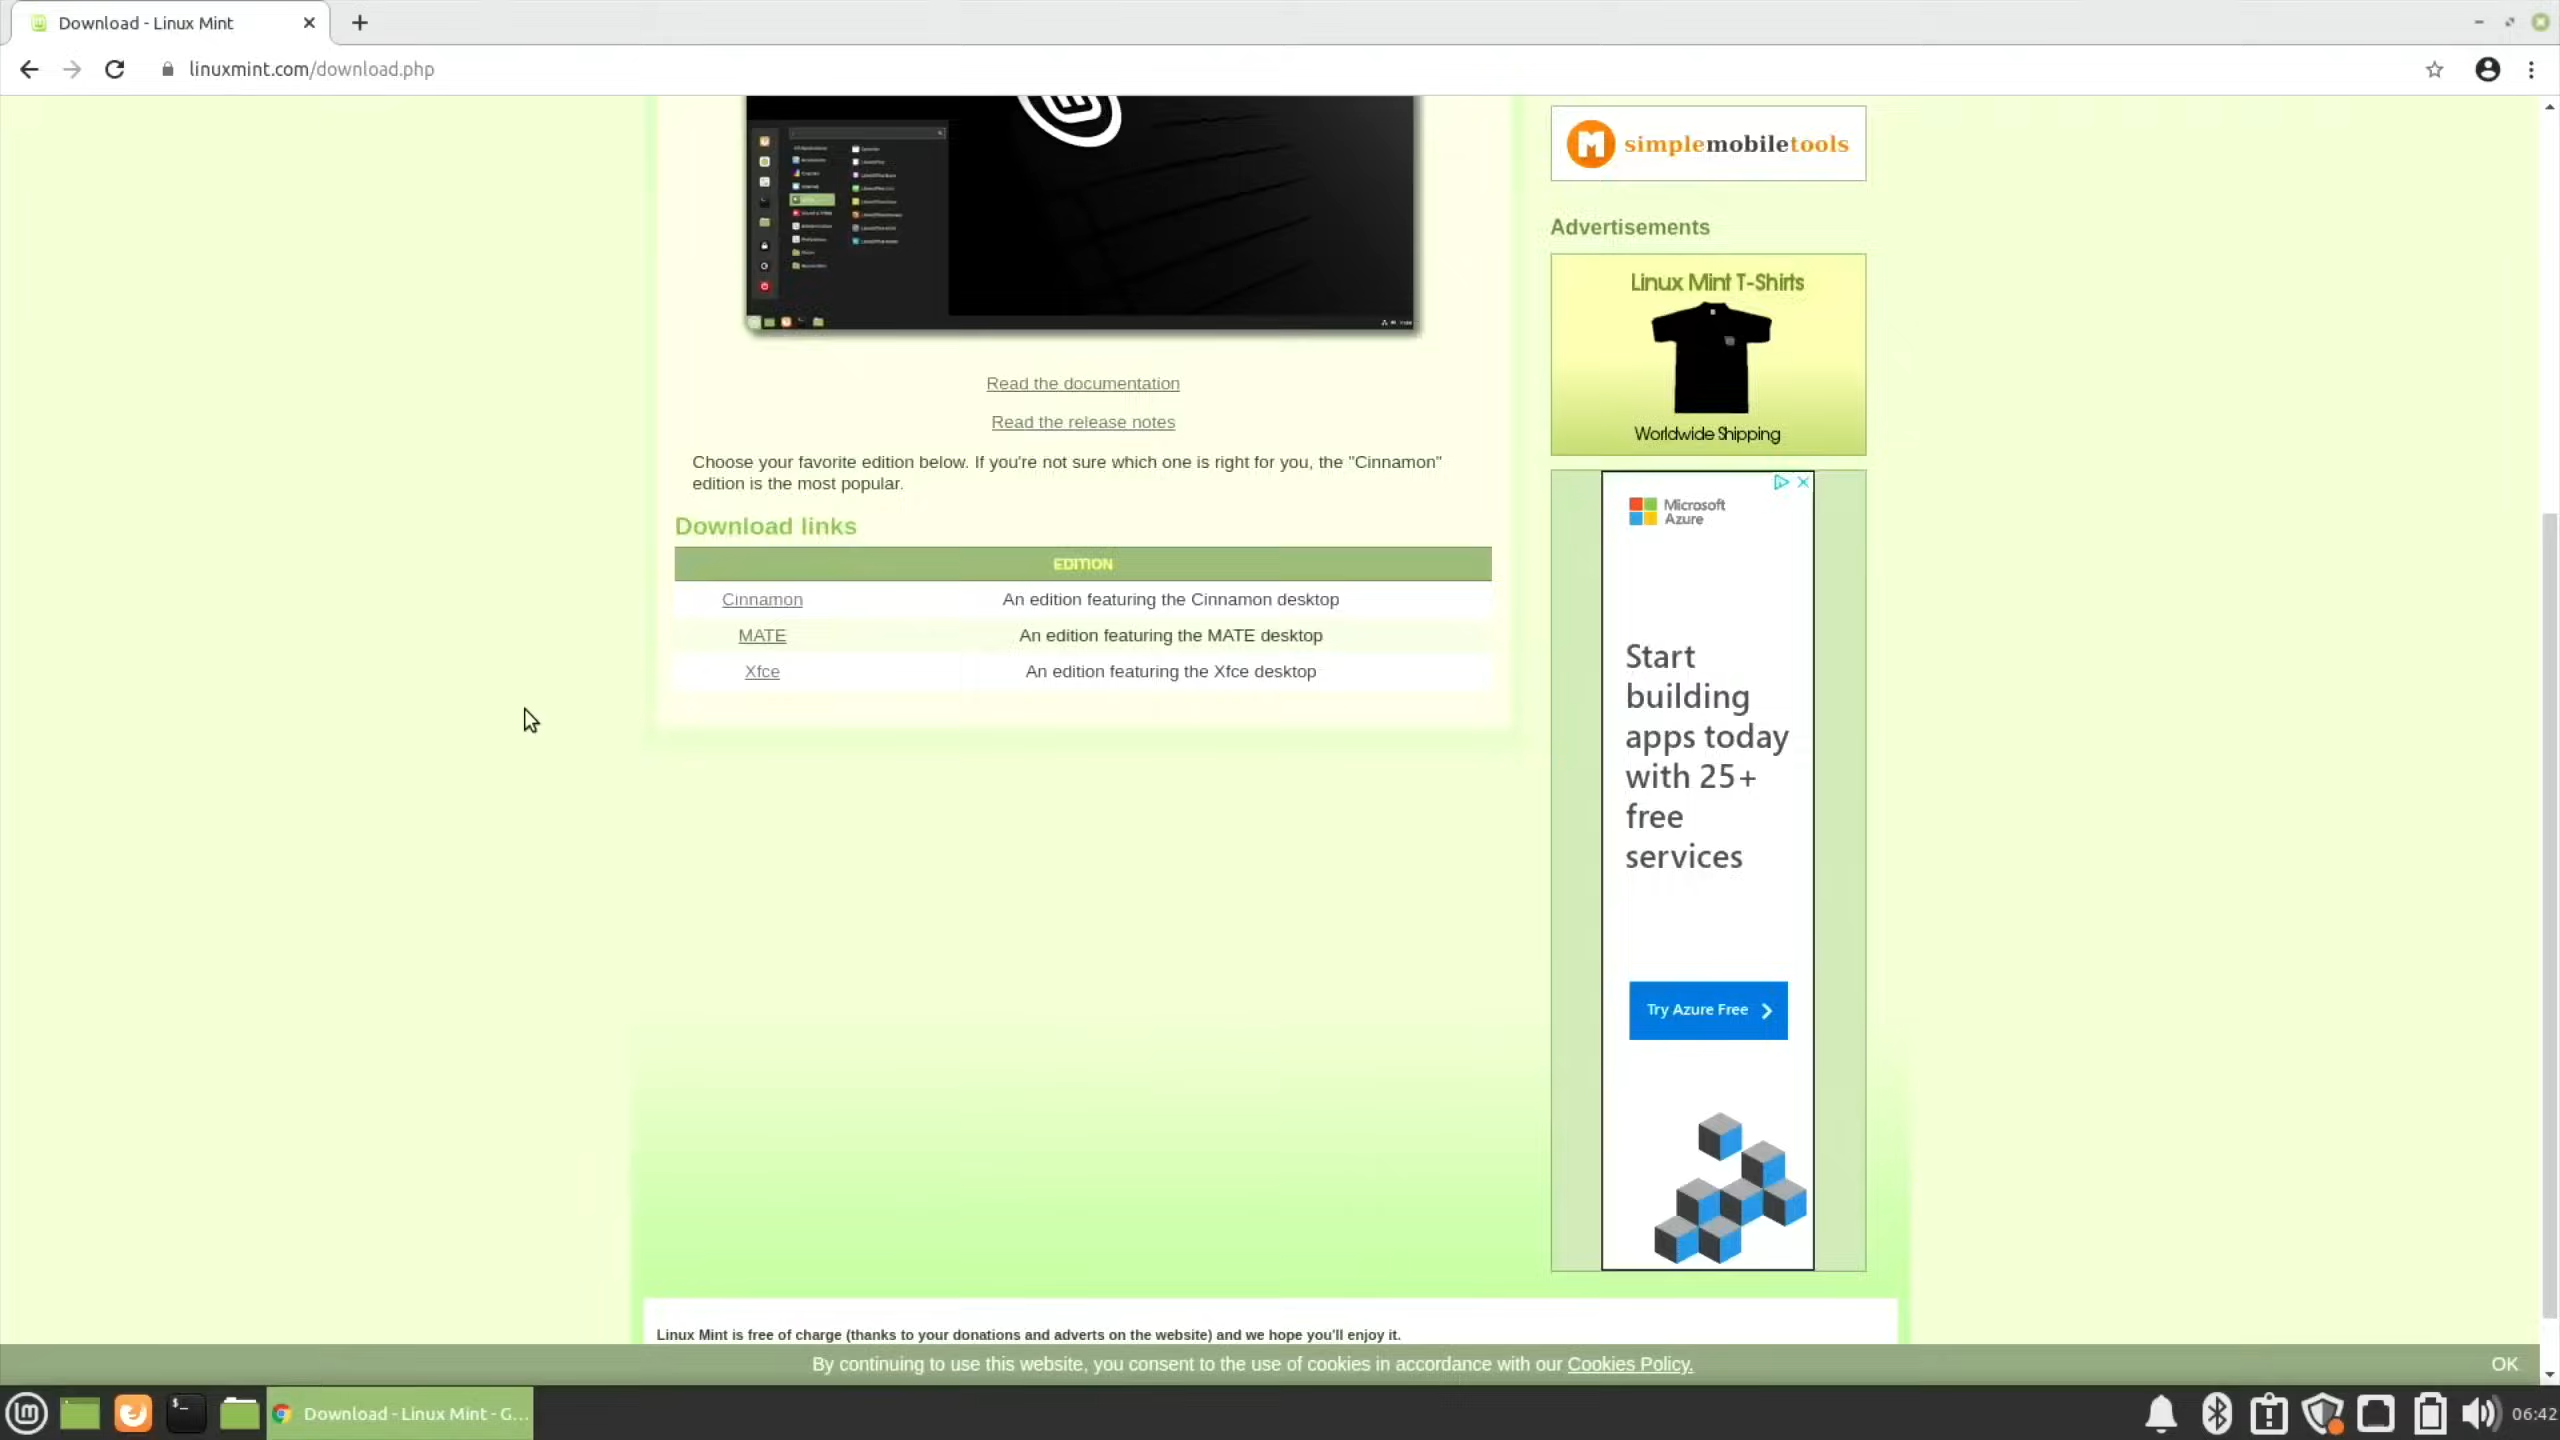 Download - Linux Mint
linuxmint.com/download.php
simplemobiletools
Advertisements
Linux Mint T-Shirts
Worldwide Shipping
Read the documentation
Read the release notes
Choose your favorite edition below. If you're not sure which one is right for you, the "Cinnamon"
edition is the most popular.
Download links
EDITION
Cinnamon An edition featuring the Cinnamon desktop
MATE An edition featuring the MATE desktop
Xfce An edition featuring the Xfce desktop
Microsoft
Azure
Start
building
apps today
with 25+
free
services
Try Azure Free
Linux Mint is free of charge (thanks to your donations and adverts on the website) and we hope you'll enjoy it.
By continuing to use this website, you consent to the use of cookies in accordance with our Cookies Policy.
OK
Download - Linux Mint - G...
06:42